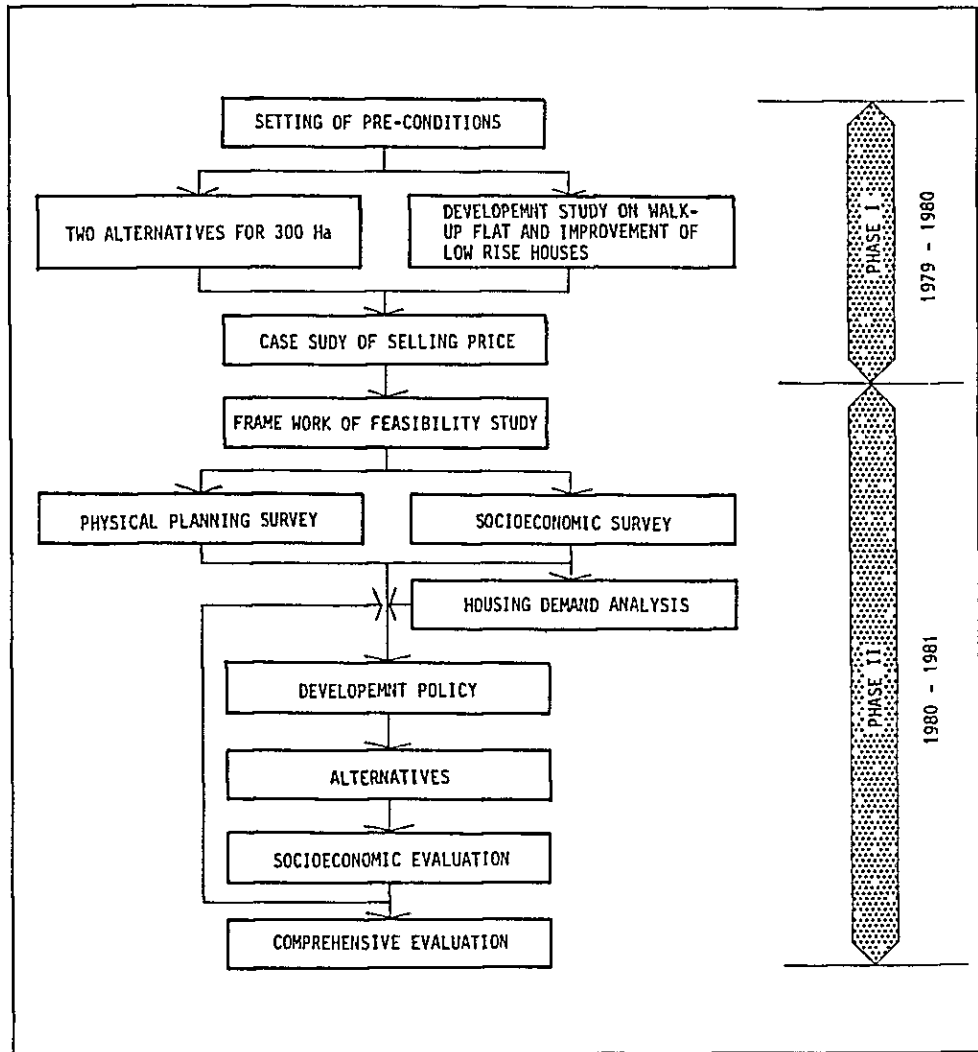 SETTING OF PRE-CONDITIONS
TWO ALTERNATIVES FOR 300 Ha
DEVELOPEMNT STUDY ON WALK-
UP FLAT AND IMPROVEMENT OF
LOW RISE HOUSES
CASE SUDY OF SELLING PRICE
FRAME WORK OF FEASIBILITY STUDY
PHYSICAL PLANNING SURVEY
SOCIOECONOMIC SURVEY
HOUSING DEMAND ANALYSIS
DEVELOPEMNT POLICY
ALTERNATIVES
SOCIOECONOMIC EVALUATION
COMPREHENSIVE EVALUATION
PHASE I
1979 - 1980
PHASE II
1980 - 1981